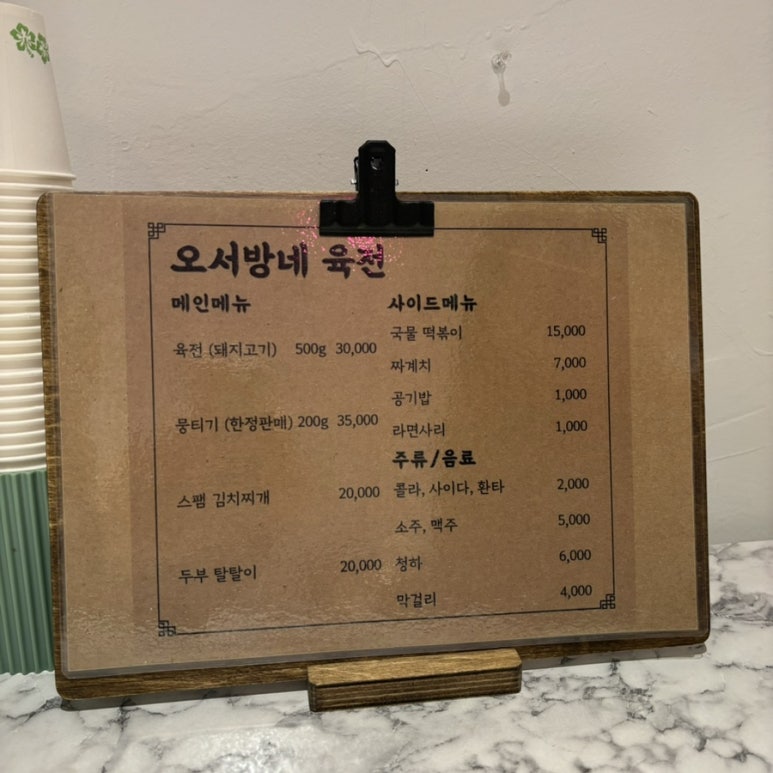 오서방네 육전
메인메뉴
육전 (돼지고기) 500g 30,000
뭉티기 (한정판매) 200g 35,000
스팸 김치찌개 20,000
두부 탈탈이 20,000
사이드메뉴
국물 떡볶이 15,000
짜계치 7,000
공기밥 1,000
라면사리 1,000
주류/음료
콜라, 사이다, 환타 2,000
소주, 맥주 5,000
청하 6,000
막걸리 4,000